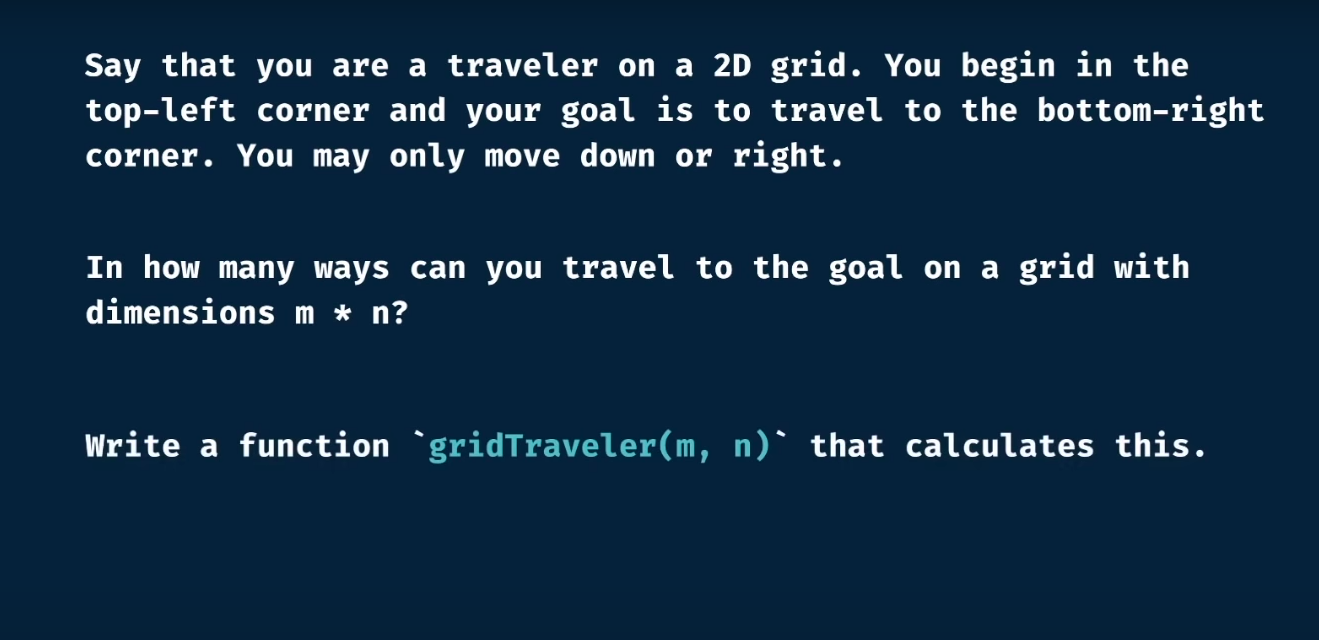 Say that you are a traveler on a 2D grid. You begin in the
top-left corner and your goal is to travel to the bottom-right
corner. You may only move down or right.
In how many ways can you travel to the goal on a grid with
dimensions m * n?
Write a function `gridTraveler(m, n)` that calculates this.